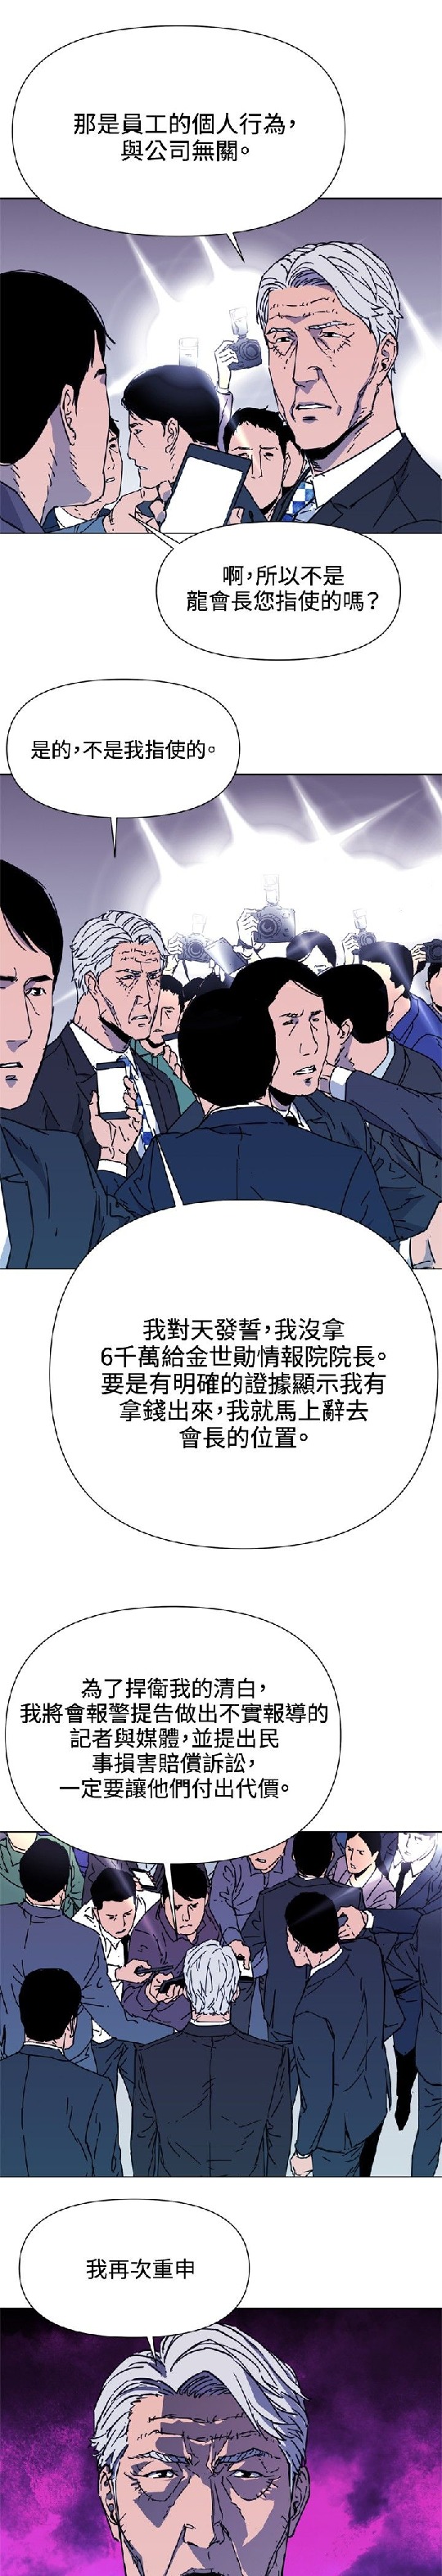 那是員工的個人行為，
與公司無關。
啊，所以不是
龍會長您指使的嗎？
是的，不是我指使的。
我對天發誓，我沒拿
6千萬給金世勛情報院院長。
要是有明確的證據顯示我有
拿錢出來，我就馬上辭去
會長的位置。
為了捍衛我的清白，
我將會報警提告做出不實報導的
記者與媒體，並提出民
事損害賠償訴訟，
一定要讓他們付出代價。
我再次重申